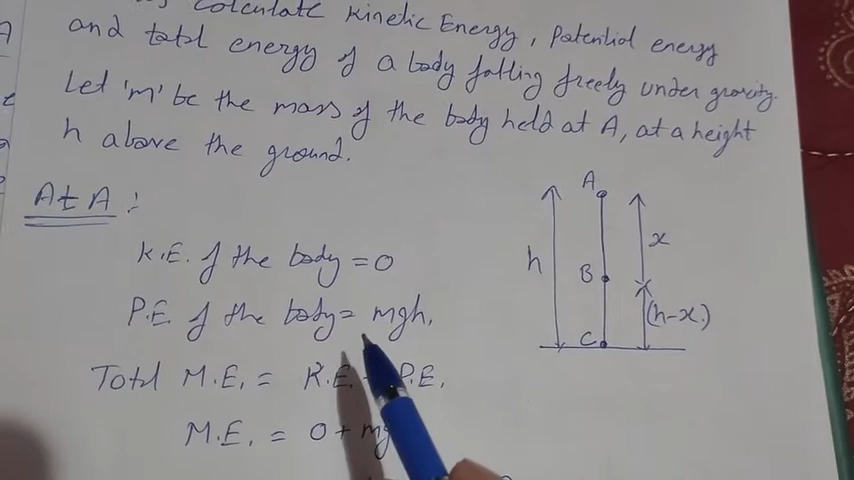 calculate Kinetic Energy, Potential energy
and total energy of a body falling freely under gravity.
Let 'm' be the mass of the body held at A, at a height
h above the ground.
At A :
K.E. of the body = 0
P.E. of the body = mgh.
Total M.E. = K.E. + P.E.
M.E. = 0 + mg
A
x
h
B
(h-x)
C